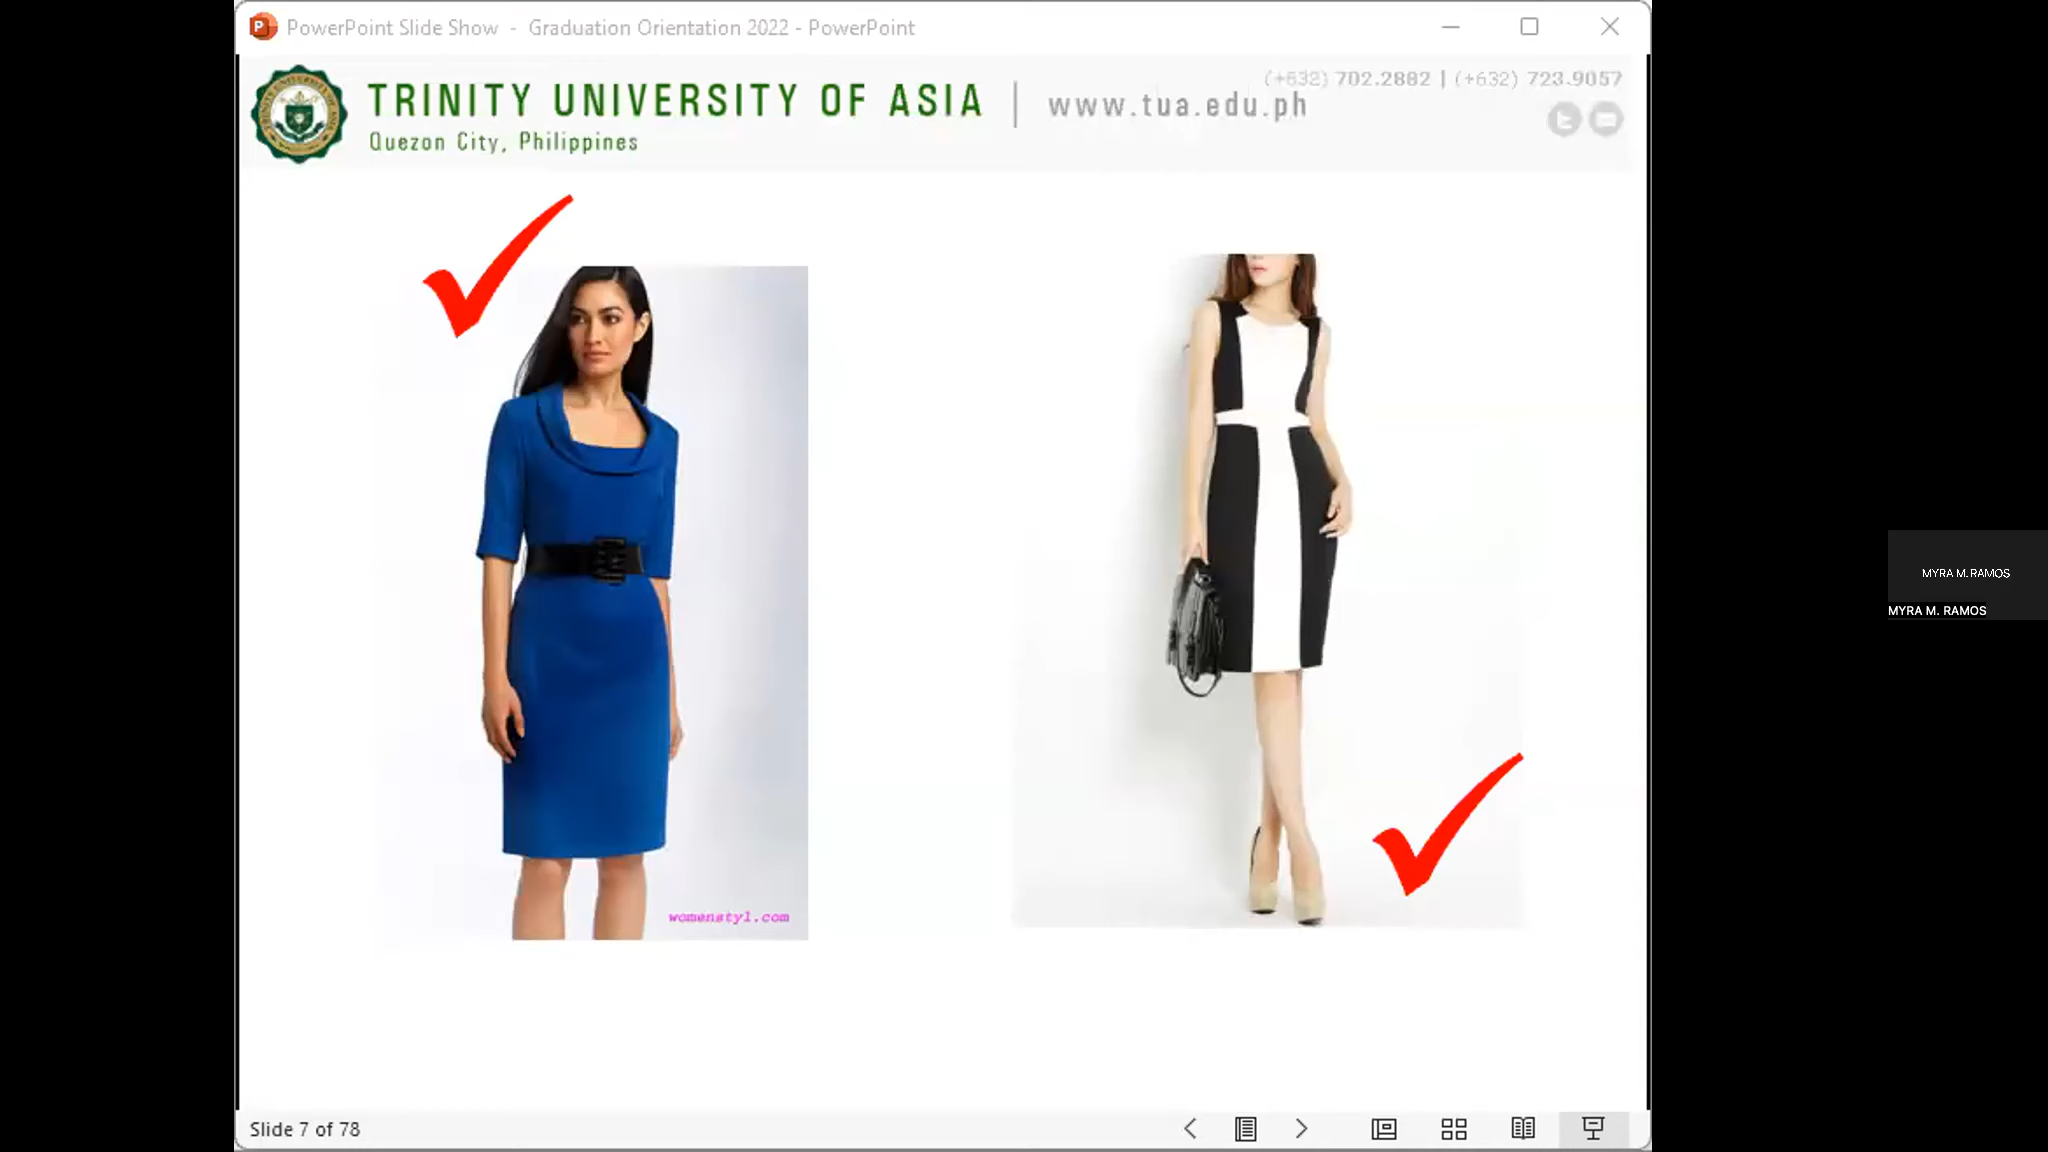 PowerPoint Slide Show - Graduation Orientation 2022 - PowerPoint
TRINITY UNIVERSITY OF ASIA
Quezon City, Philippines
www.tua.edu.ph
(+632) 702.2882 | (+632) 723.9057
womenstyl.com
MYRA M. RAMOS
MYRA M. RAMOS
Slide 7 of 78